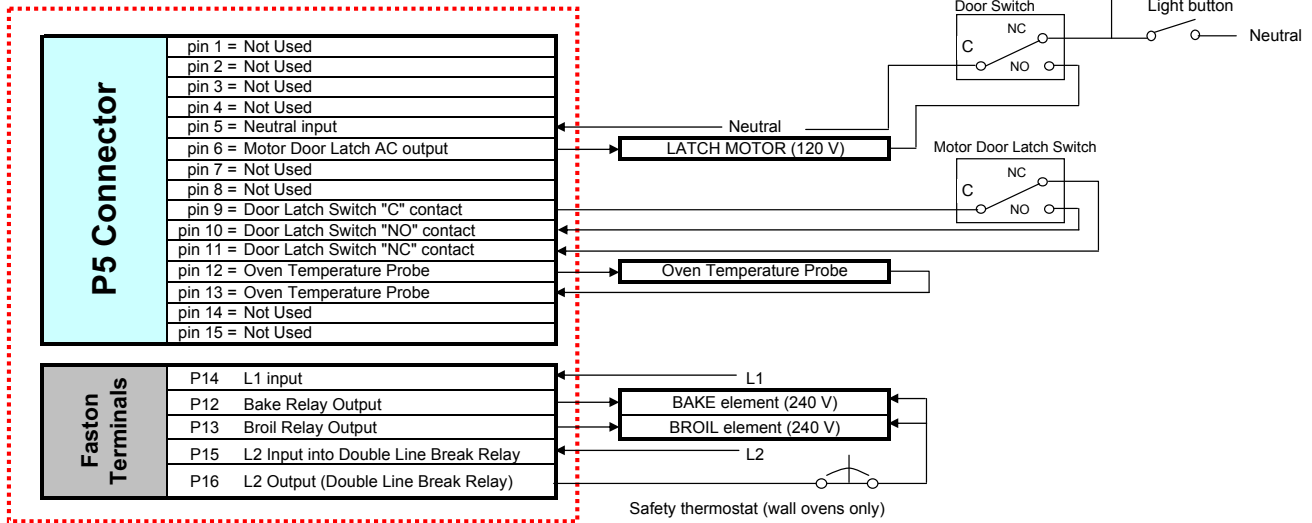 Door Switch
Light button
NC
C
NO
Neutral
P5 Connector
pin 1 = Not Used
pin 2 = Not Used
pin 3 = Not Used
pin 4 = Not Used
pin 5 = Neutral input
pin 6 = Motor Door Latch AC output
pin 7 = Not Used
pin 8 = Not Used
pin 9 = Door Latch Switch "C" contact
pin 10 = Door Latch Switch "NO" contact
pin 11 = Door Latch Switch "NC" contact
pin 12 = Oven Temperature Probe
pin 13 = Oven Temperature Probe
pin 14 = Not Used
pin 15 = Not Used
Neutral
LATCH MOTOR (120 V)
Motor Door Latch Switch
NC
C
NO
Oven Temperature Probe
Faston
Terminals
P14 L1 input
P12 Bake Relay Output
P13 Broil Relay Output
P15 L2 Input into Double Line Break Relay
P16 L2 Output (Double Line Break Relay)
L1
BAKE element (240 V)
BROIL element (240 V)
L2
Safety thermostat (wall ovens only)